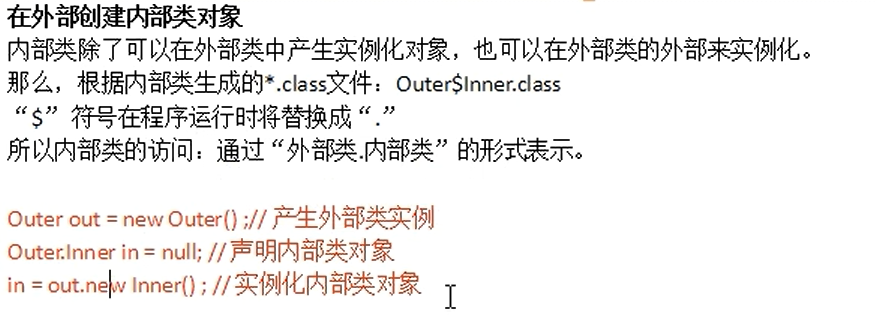 在外部创建内部类对象
内部类除了可以在外部类中产生实例化对象，也可以在外部类的外部来实例化。
那么，根据内部类生成的*.class文件：Outer$Inner.class
“$”符号在程序运行时将替换成“.”
所以内部类的访问：通过“外部类.内部类”的形式表示。
Outer out = new Outer() ;// 产生外部类实例
Outer.Inner in = null; // 声明内部类对象
in = out.new Inner() ; // 实例化内部类对象